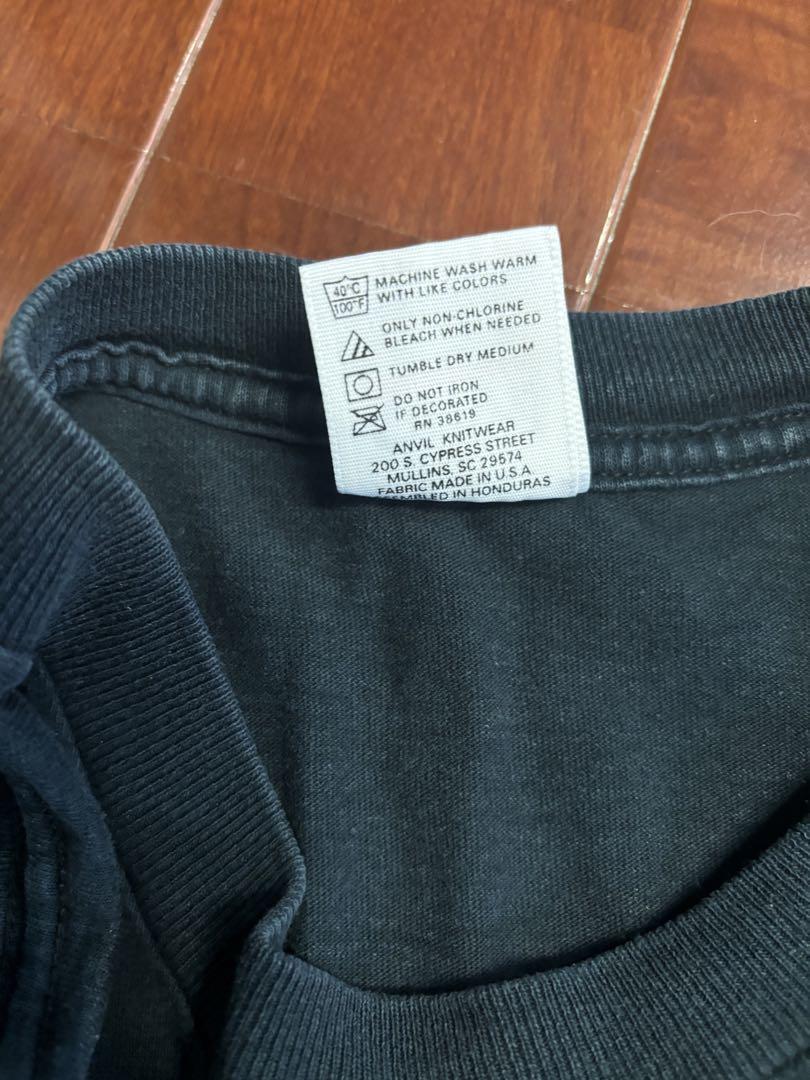 40°C
100°F
MACHINE WASH WARM
WITH LIKE COLORS
ONLY NON-CHLORINE
BLEACH WHEN NEEDED
TUMBLE DRY MEDIUM
DO NOT IRON
IF DECORATED
RN 38619
ANVIL KNITWEAR
200 S. CYPRESS STREET
MULLINS, SC 29574
FABRIC MADE IN U.S.A.
IN HONDURAS